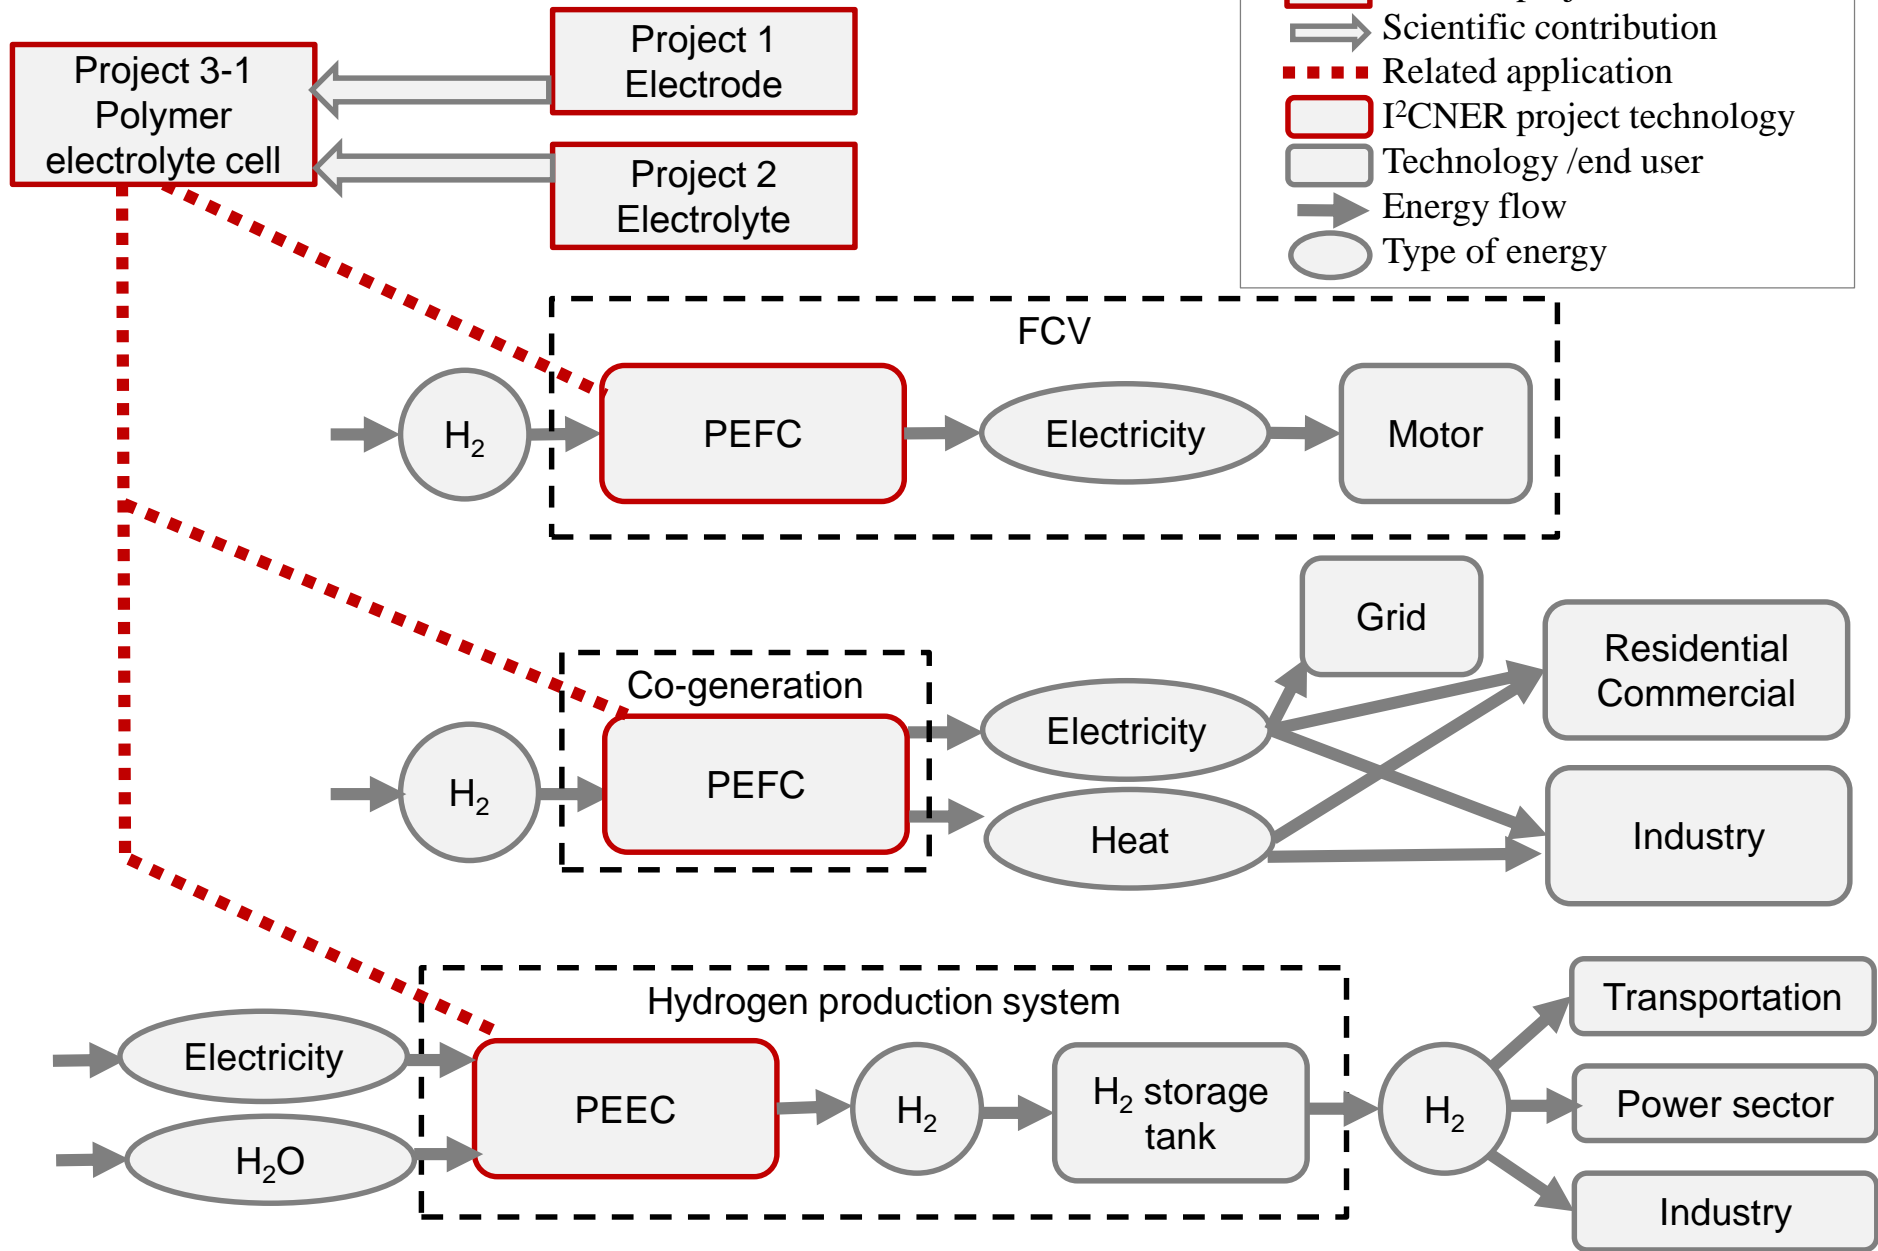 Project 3-1
Polymer
electrolyte cell
Project 1
Electrode
Project 2
Electrolyte
Scientific contribution
Related application
I²CNER project technology
Technology /end user
Energy flow
Type of energy
FCV
H₂
PEFC
Electricity
Motor
Grid
Residential
Commercial
Co-generation
H₂
PEFC
Electricity
Heat
Industry
Hydrogen production system
Electricity
H₂O
PEEC
H₂
H₂ storage
tank
H₂
Transportation
Power sector
Industry